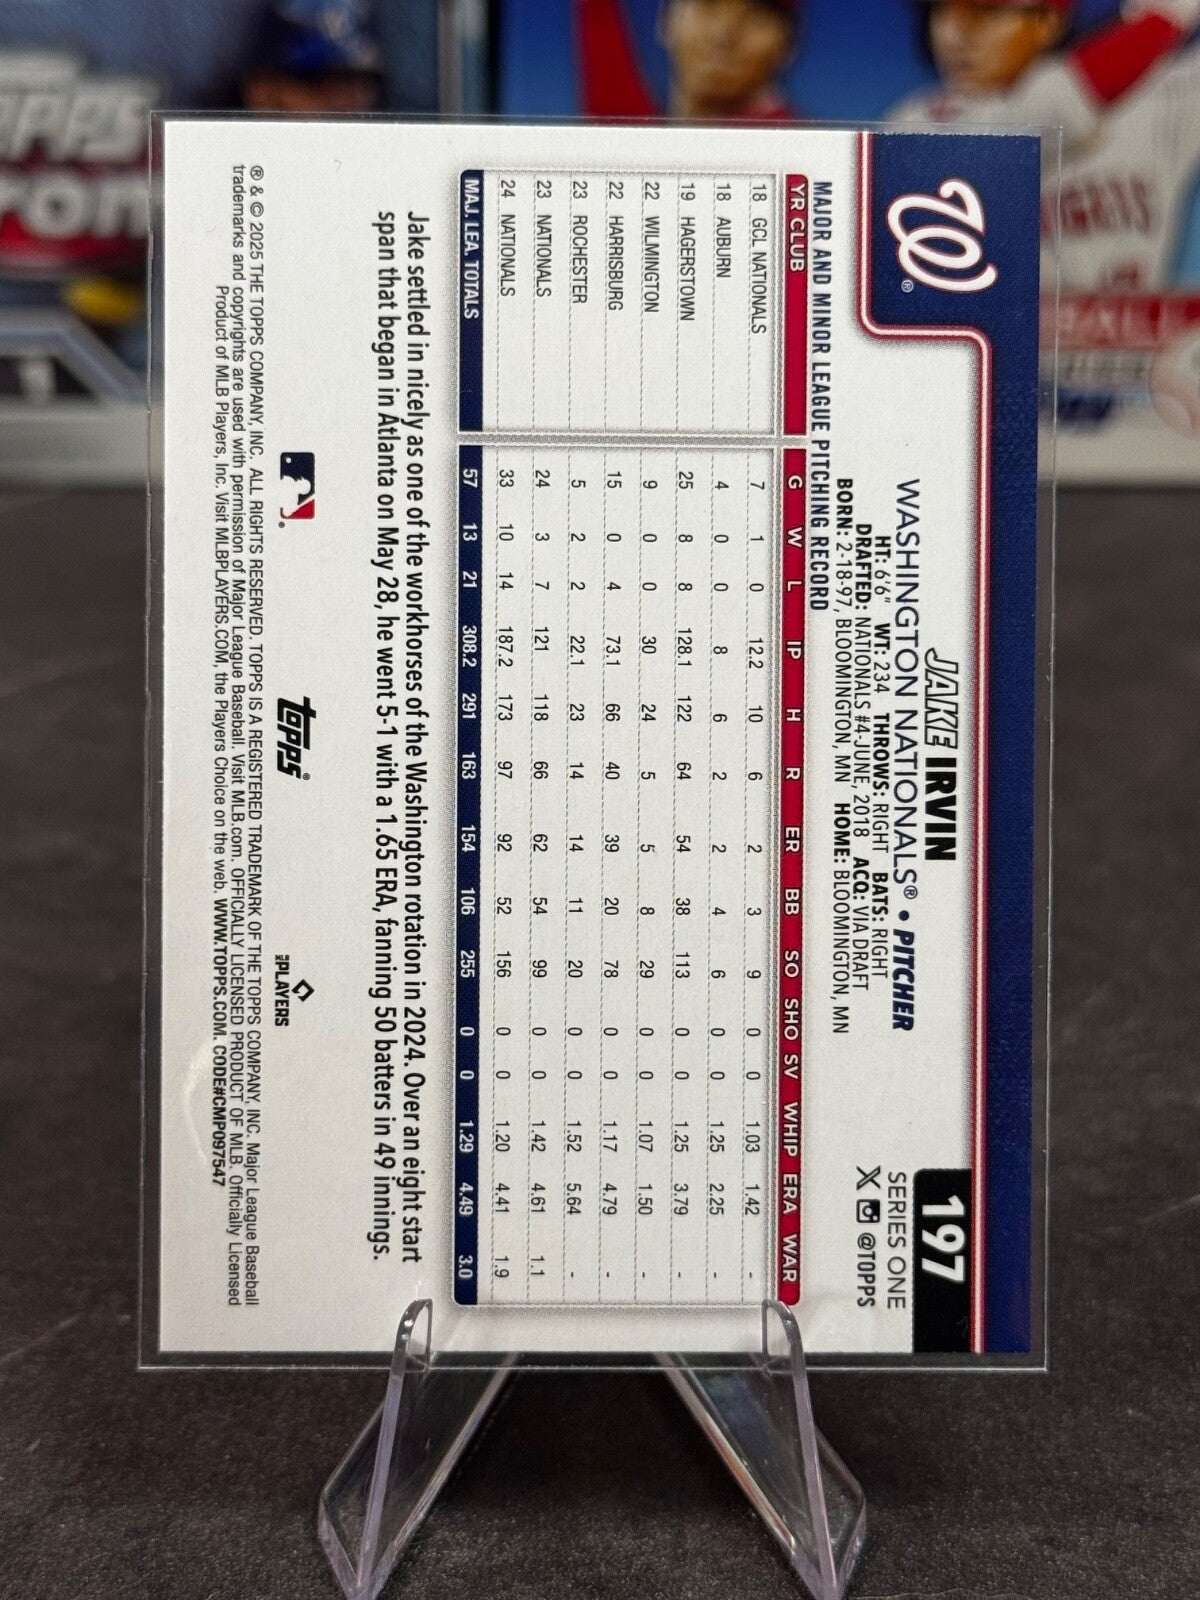 197
SERIES ONE
@TOPPS
JAKE IRVIN
WASHINGTON NATIONALS® • PITCHER
HT: 6'6" WT: 234 THROWS: RIGHT BATS: RIGHT
DRAFTED: NATIONALS #4-JUNE, 2018 ACQ: VIA DRAFT
BORN: 2-18-97, BLOOMINGTON, MN HOME: BLOOMINGTON, MN
W®
MAJOR AND MINOR LEAGUE PITCHING RECORD
YR CLUB G W L IP H R ER BB SO SHO SV WHIP ERA WAR
18 GCL NATIONALS 7 1 0 12.2 10 6 2 3 9 0 0 1.03 1.42 -
18 AUBURN 4 0 0 8 6 2 2 4 6 0 0 1.25 2.25 -
19 HAGERSTOWN 25 8 8 128.1 122 64 54 38 113 0 0 1.25 3.79 -
22 WILMINGTON 9 0 0 30 24 5 5 8 29 0 0 1.07 1.50 -
22 HARRISBURG 15 0 4 73.1 66 40 39 20 78 0 0 1.17 4.79 -
23 ROCHESTER 5 2 2 22.1 23 14 14 11 20 0 0 1.52 5.64 -
23 NATIONALS 24 3 7 121 118 66 62 54 99 0 0 1.42 4.61 1.1
24 NATIONALS 33 10 14 187.2 173 97 92 52 156 0 0 1.20 4.41 1.9
MAJ. LEA. TOTALS 57 13 21 308.2 291 163 154 106 255 0 0 1.29 4.49 3.0
Jake settled in nicely as one of the workhorses of the Washington rotation in 2024. Over an eight start
span that began in Atlanta on May 28, he went 5-1 with a 1.65 ERA, fanning 50 batters in 49 innings.
topps®
PLAYERS
® & © 2025 THE TOPPS COMPANY, INC. ALL RIGHTS RESERVED. TOPPS IS A REGISTERED TRADEMARK OF THE TOPPS COMPANY, INC. Major League Baseball
trademarks and copyrights are used with permission of Major League Baseball. Visit MLB.com. OFFICIALLY LICENSED PRODUCT OF MLB. Officially Licensed
Product of MLB Players, Inc. Visit MLBPLAYERS.COM, the Players Choice on the web. WWW.TOPPS.COM. CODE#CMP097547